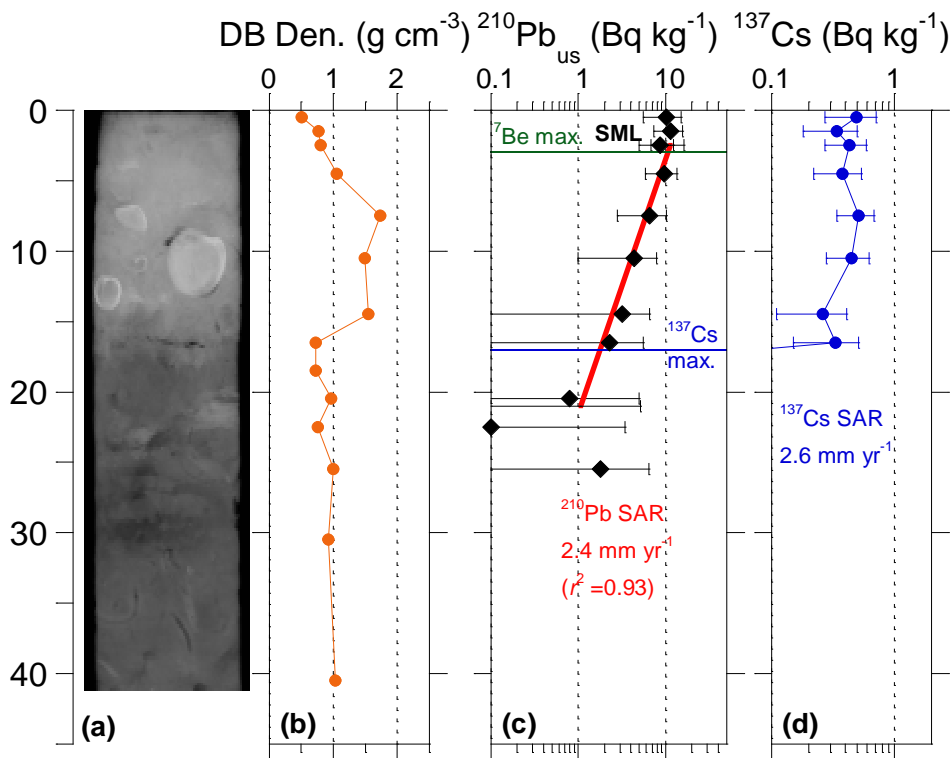 DB Den. (g cm⁻³) ²¹⁰Pb_us (Bq kg⁻¹) ¹³⁷Cs (Bq kg⁻¹)
0 1 2 0.1 1 10 0.1 1
0
⁷Be max. SML
10
¹³⁷Cs
max.
20
¹³⁷Cs SAR
2.6 mm yr⁻¹
²¹⁰Pb SAR
30
2.4 mm yr⁻¹
(r² =0.93)
40
(a) (b) (c) (d)